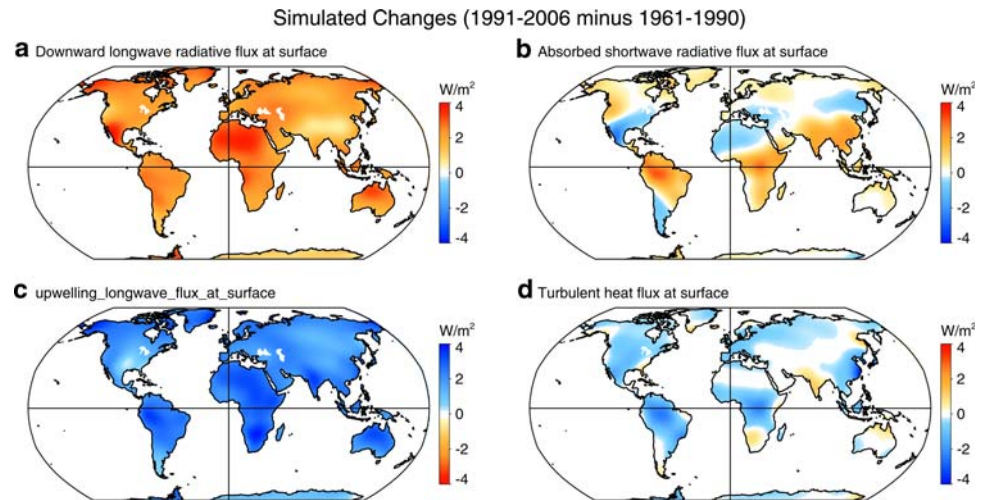 Simulated Changes (1991-2006 minus 1961-1990)
a Downward longwave radiative flux at surface
W/m²
4
2
0
-2
-4
b Absorbed shortwave radiative flux at surface
W/m²
4
2
0
-2
-4
c upwelling_longwave_flux_at_surface
W/m²
4
2
0
-2
-4
d Turbulent heat flux at surface
W/m²
4
2
0
-2
-4